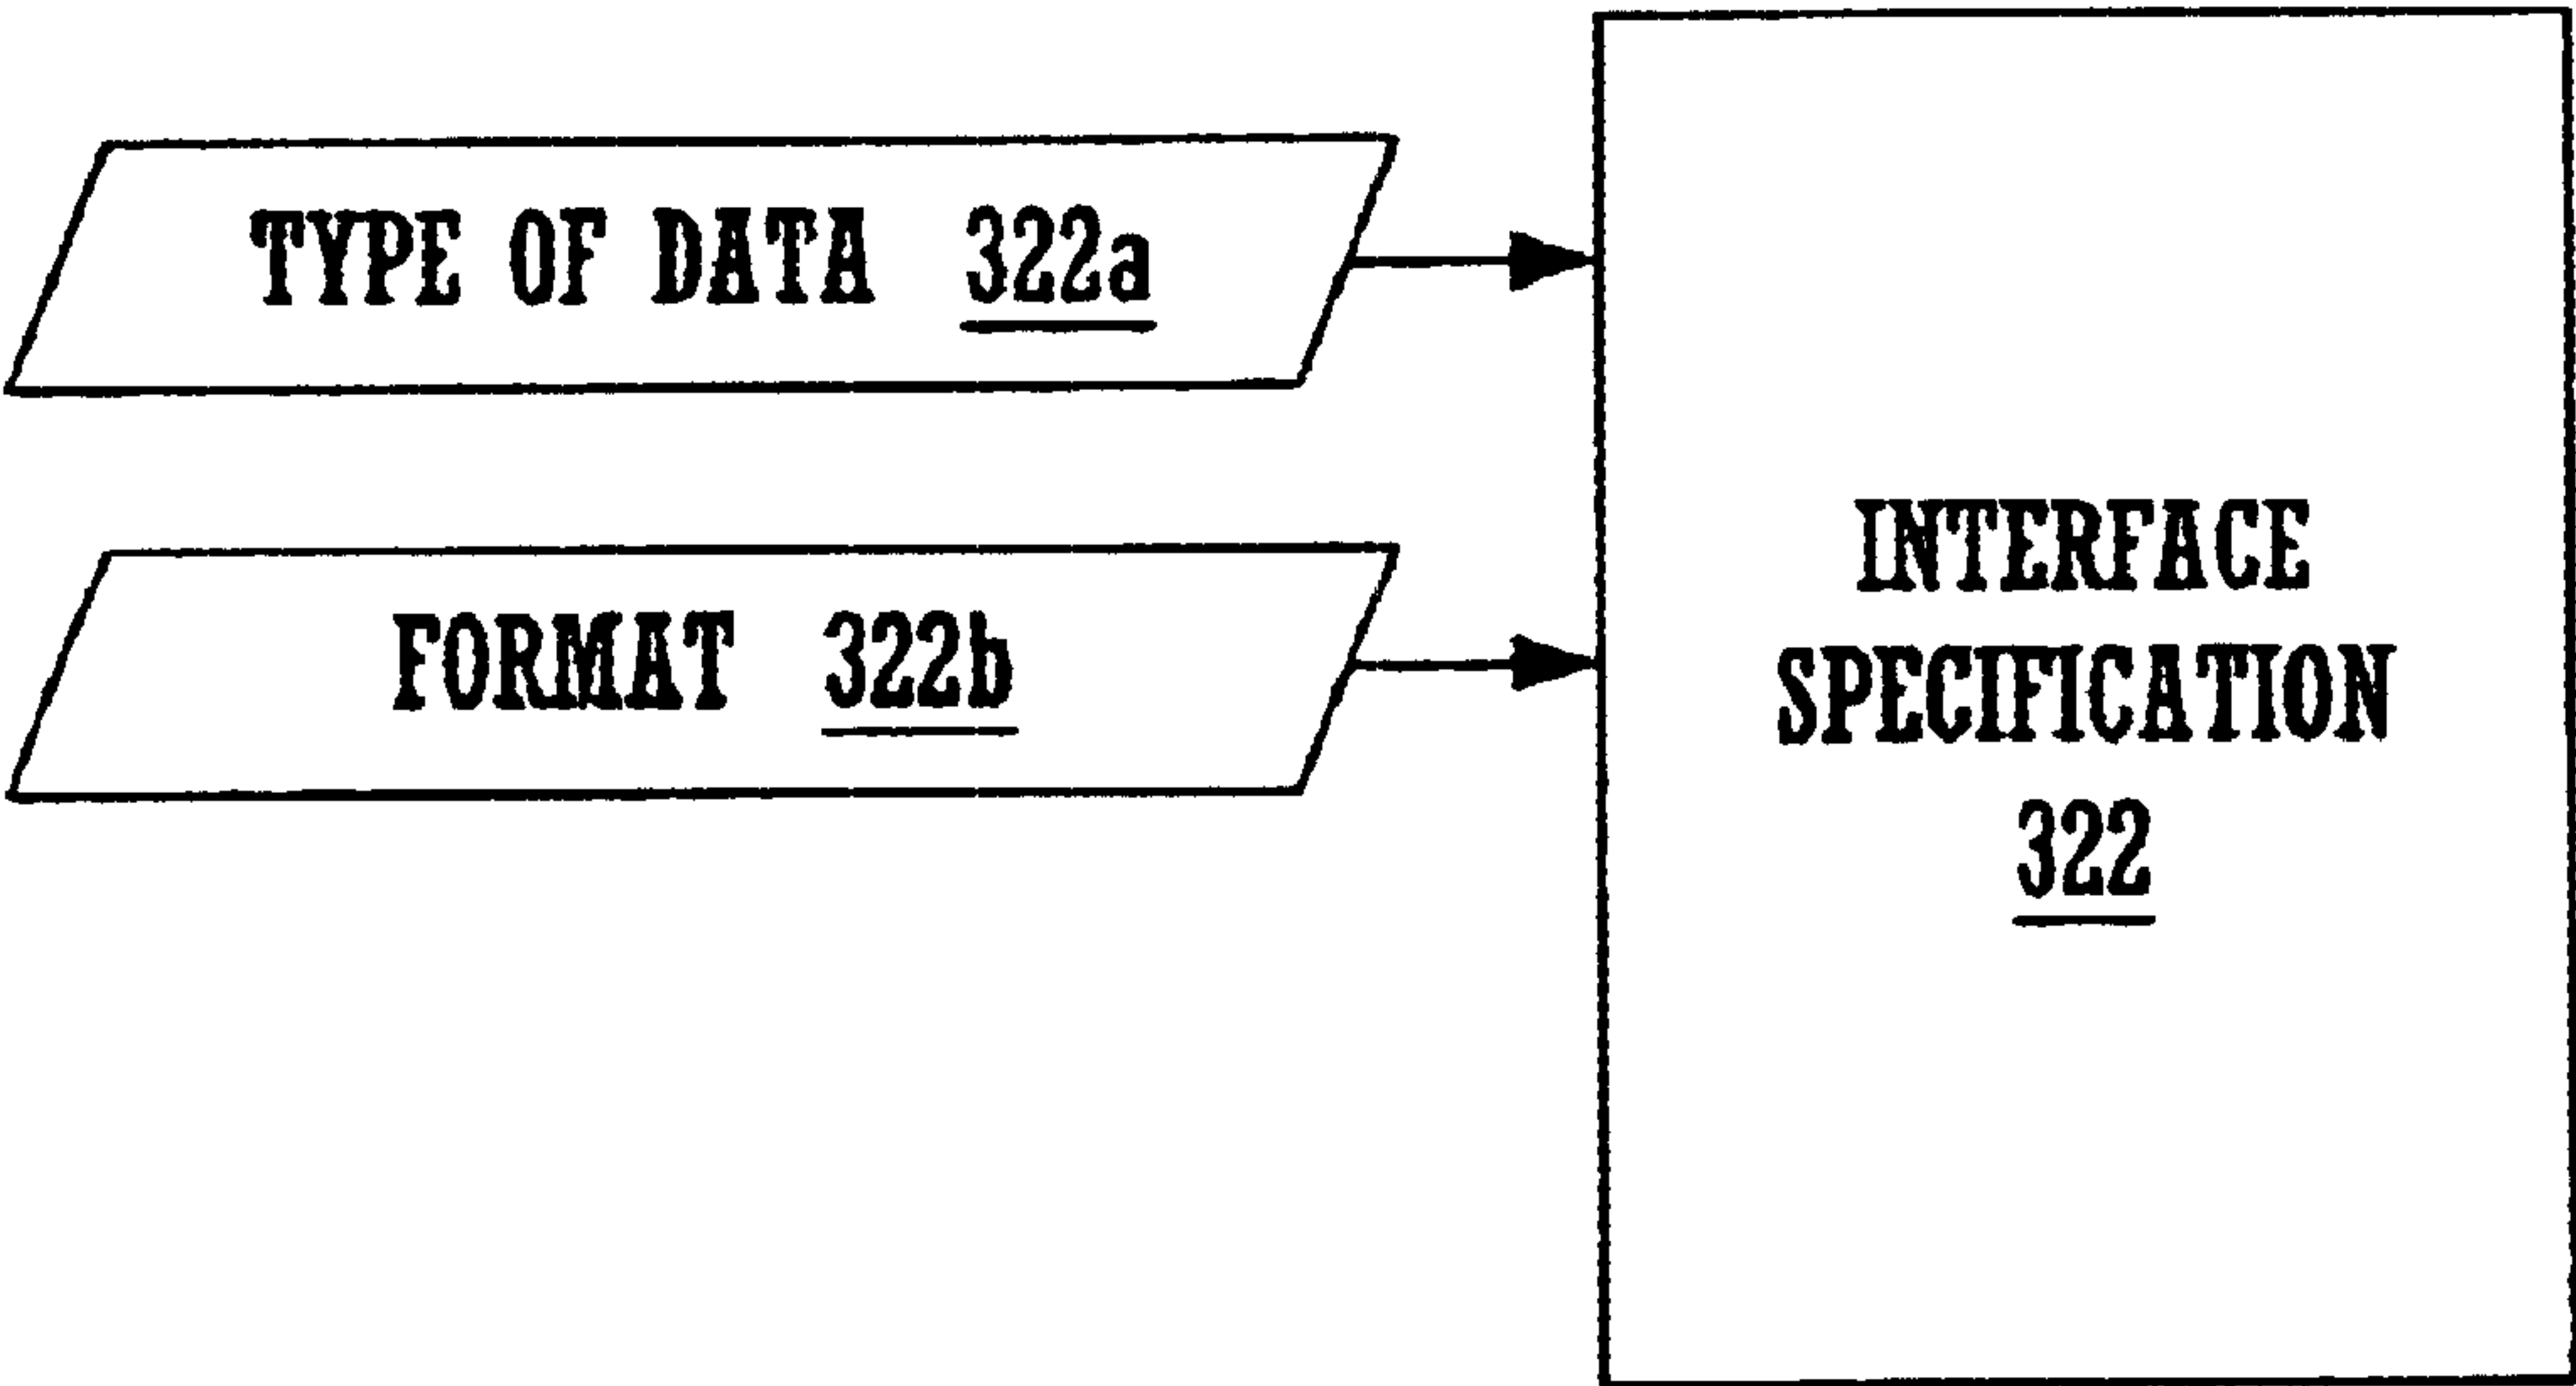 TYPE OF DATA 322a
FORMAT 322b
INTERFACE
SPECIFICATION
322